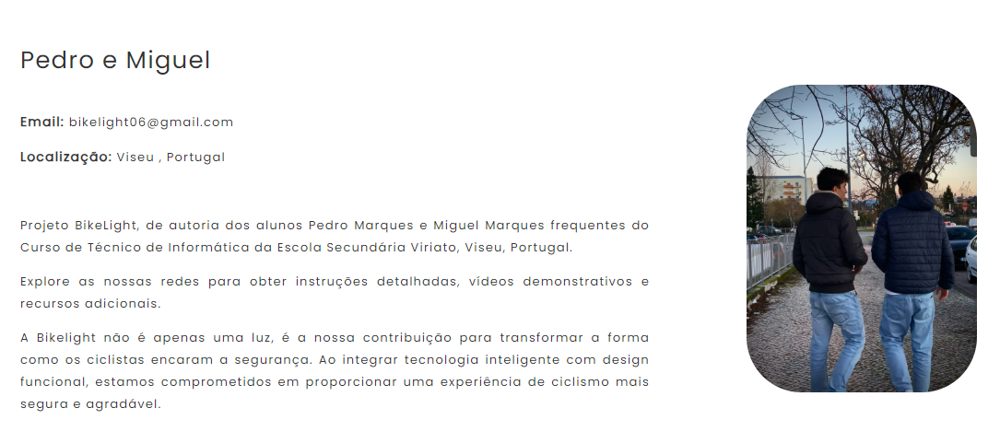 Pedro e Miguel
Email: bikelight06@gmail.com
Localização: Viseu , Portugal
Projeto BikeLight, de autoria dos alunos Pedro Marques e Miguel Marques frequentes do
Curso de Técnico de Informática da Escola Secundária Viriato, Viseu, Portugal.
Explore as nossas redes para obter instruções detalhadas, vídeos demonstrativos e
recursos adicionais.
A Bikelight não é apenas uma luz, é a nossa contribuição para transformar a forma
como os ciclistas encaram a segurança. Ao integrar tecnologia inteligente com design
funcional, estamos comprometidos em proporcionar uma experiência de ciclismo mais
segura e agradável.